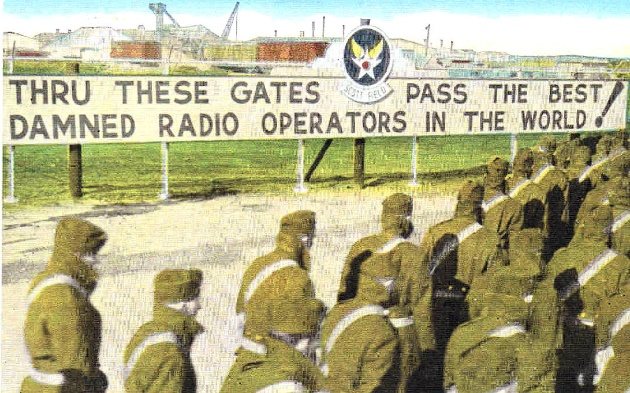 THRU THESE GATES PASS THE BEST
DAMNED RADIO OPERATORS IN THE WORLD!
SCOTT FIELD